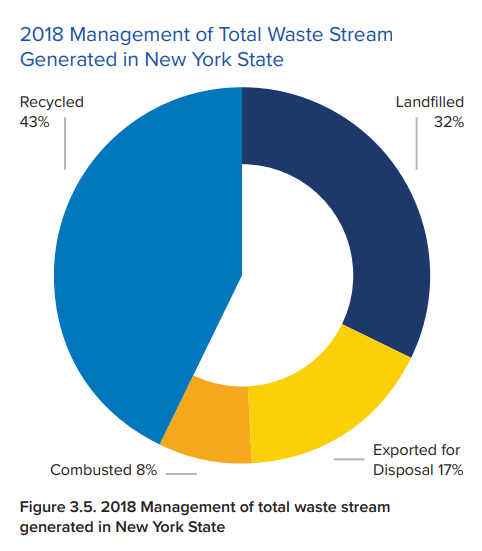 2018 Management of Total Waste Stream
Generated in New York State
Recycled
43%
Landfilled
32%
Exported for
Disposal 17%
Combusted 8%
Figure 3.5. 2018 Management of total waste stream
generated in New York State